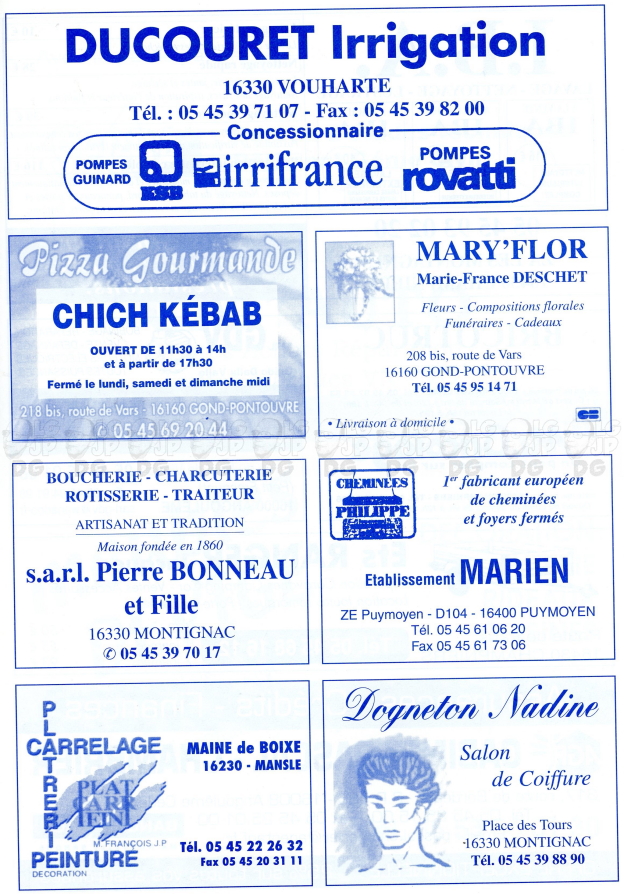 DUCOURET Irrigation
16330 VOUHARTE
Tél. : 05 45 39 71 07 - Fax : 05 45 39 82 00
Concessionnaire
POMPES
GUINARD
KSB
irrifrance
POMPES
rovatti
Pizza Gourmande
CHICH KÉBAB
OUVERT DE 11h30 à 14h
et à partir de 17h30
Fermé le lundi, samedi et dimanche midi
218 bis, route de Vars - 16160 GOND-PONTOUVRE
✆ 05.45.69.20.44
MARY'FLOR
Marie-France DESCHET
Fleurs - Compositions florales
Funéraires - Cadeaux
208 bis, route de Vars
16160 GOND-PONTOUVRE
Tél. 05 45 95 14 71
• Livraison à domicile •
BOUCHERIE - CHARCUTERIE
ROTISSERIE - TRAITEUR
ARTISANAT ET TRADITION
Maison fondée en 1860
s.a.r.l. Pierre BONNEAU
et Fille
16330 MONTIGNAC
✆ 05 45 39 70 17
CHEMINÉES
PHILIPPE
1er fabricant européen
de cheminées
et foyers fermés
Etablissement MARIEN
ZE Puymoyen - D104 - 16400 PUYMOYEN
Tél. 05 45 61 06 20
Fax 05 45 61 73 06
PLATRERIE
CARRELAGE
PLAT
CARR
EINT
M. FRANÇOIS J.P
PEINTURE
DECORATION
MAINE de BOIXE
16230 - MANSLE
Tél. 05 45 22 26 32
Fax 05 45 20 31 11
Dogneton Nadine
Salon
de Coiffure
Place des Tours
16330 MONTIGNAC
Tél. 05 45 39 88 90